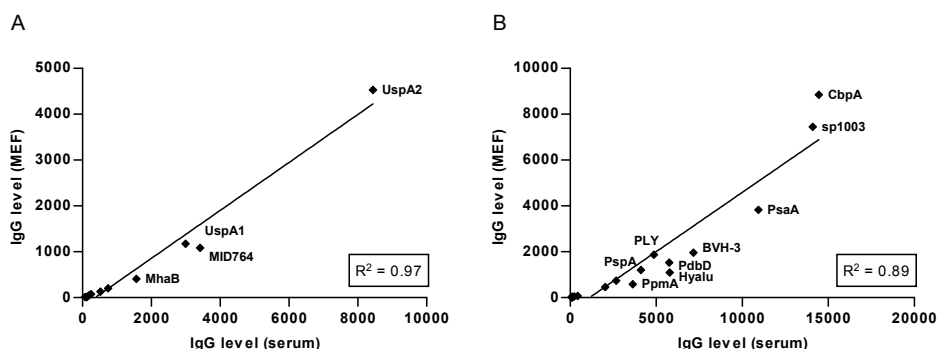 A
IgG level (MEF)
5000
4000
3000
2000
1000
0
0 2000 4000 6000 8000 10000
IgG level (serum)
UspA2
UspA1
MID764
MhaB
R² = 0.97
B
IgG level (MEF)
10000
8000
6000
4000
2000
0
0 5000 10000 15000 20000
IgG level (serum)
CbpA
sp1003
PsaA
PLY
BVH-3
PspA
PdbD
Hyalu
PpmA
R² = 0.89